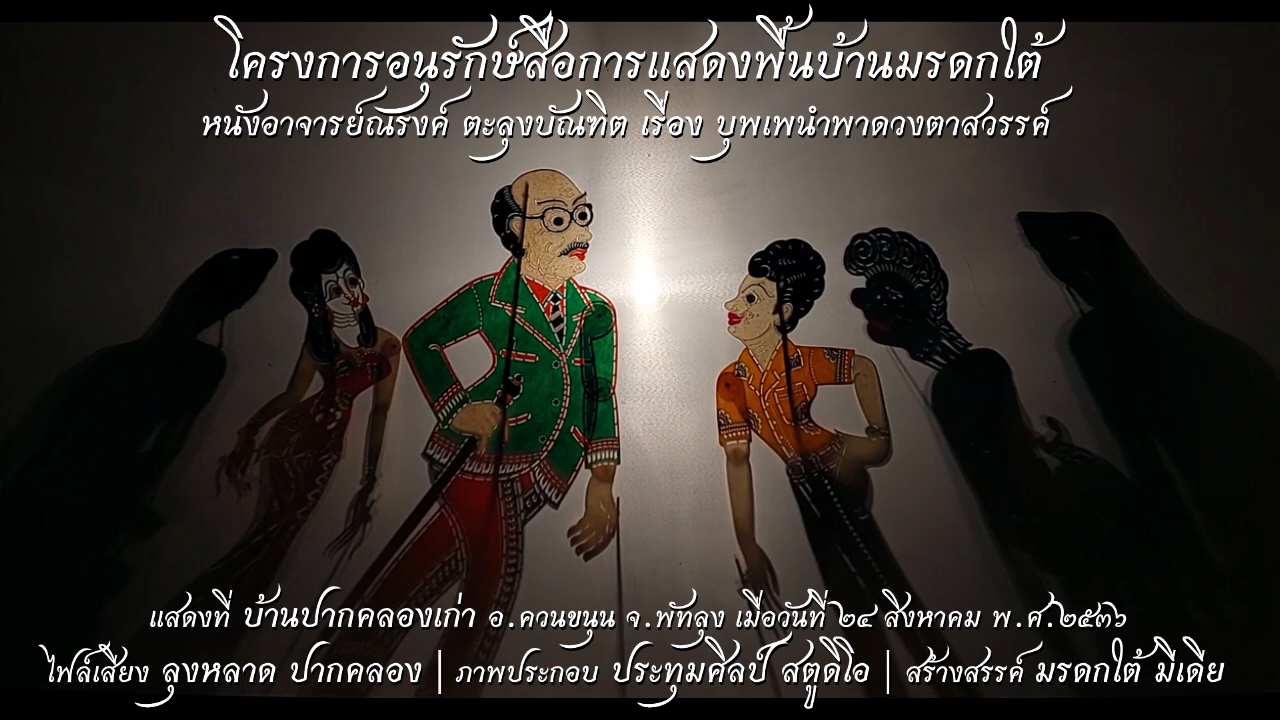 โครงการอนุรักษ์สื่อการแสดงพื้นบ้านมรดกใต้
หนังอาจารย์ณรงค์ ตะลุงบัณฑิต เรื่อง บุพเพนำพาดวงตาสวรรค์
แสดงที่ บ้านปากคลองเก่า อ.ควนขนุน จ.พัทลุง เมื่อวันที่ ๒๔ สิงหาคม พ.ศ.๒๕๓๖
ไฟล์เสียง ลุงหลาด ปากคลอง | ภาพประกอบ ประทุมศิลป์ สตูดิโอ | สร้างสรรค์ มรดกใต้ มีเดีย